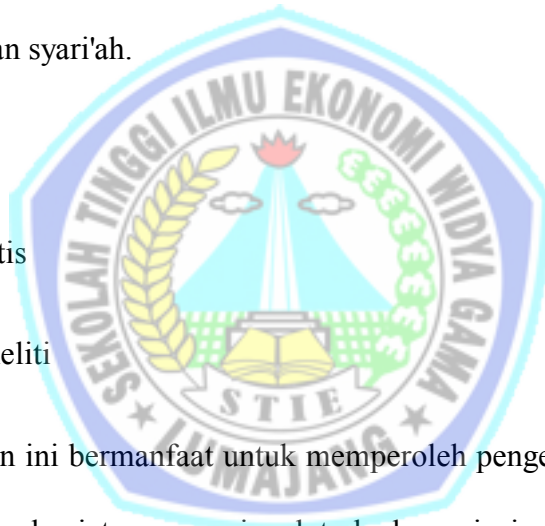 an syari'ah.
SEKOLAH TINGGI ILMU EKONOMI WIDYA GAMA
tis
eliti
STIE
LUMAJANG
n ini bermanfaat untuk memperoleh penge